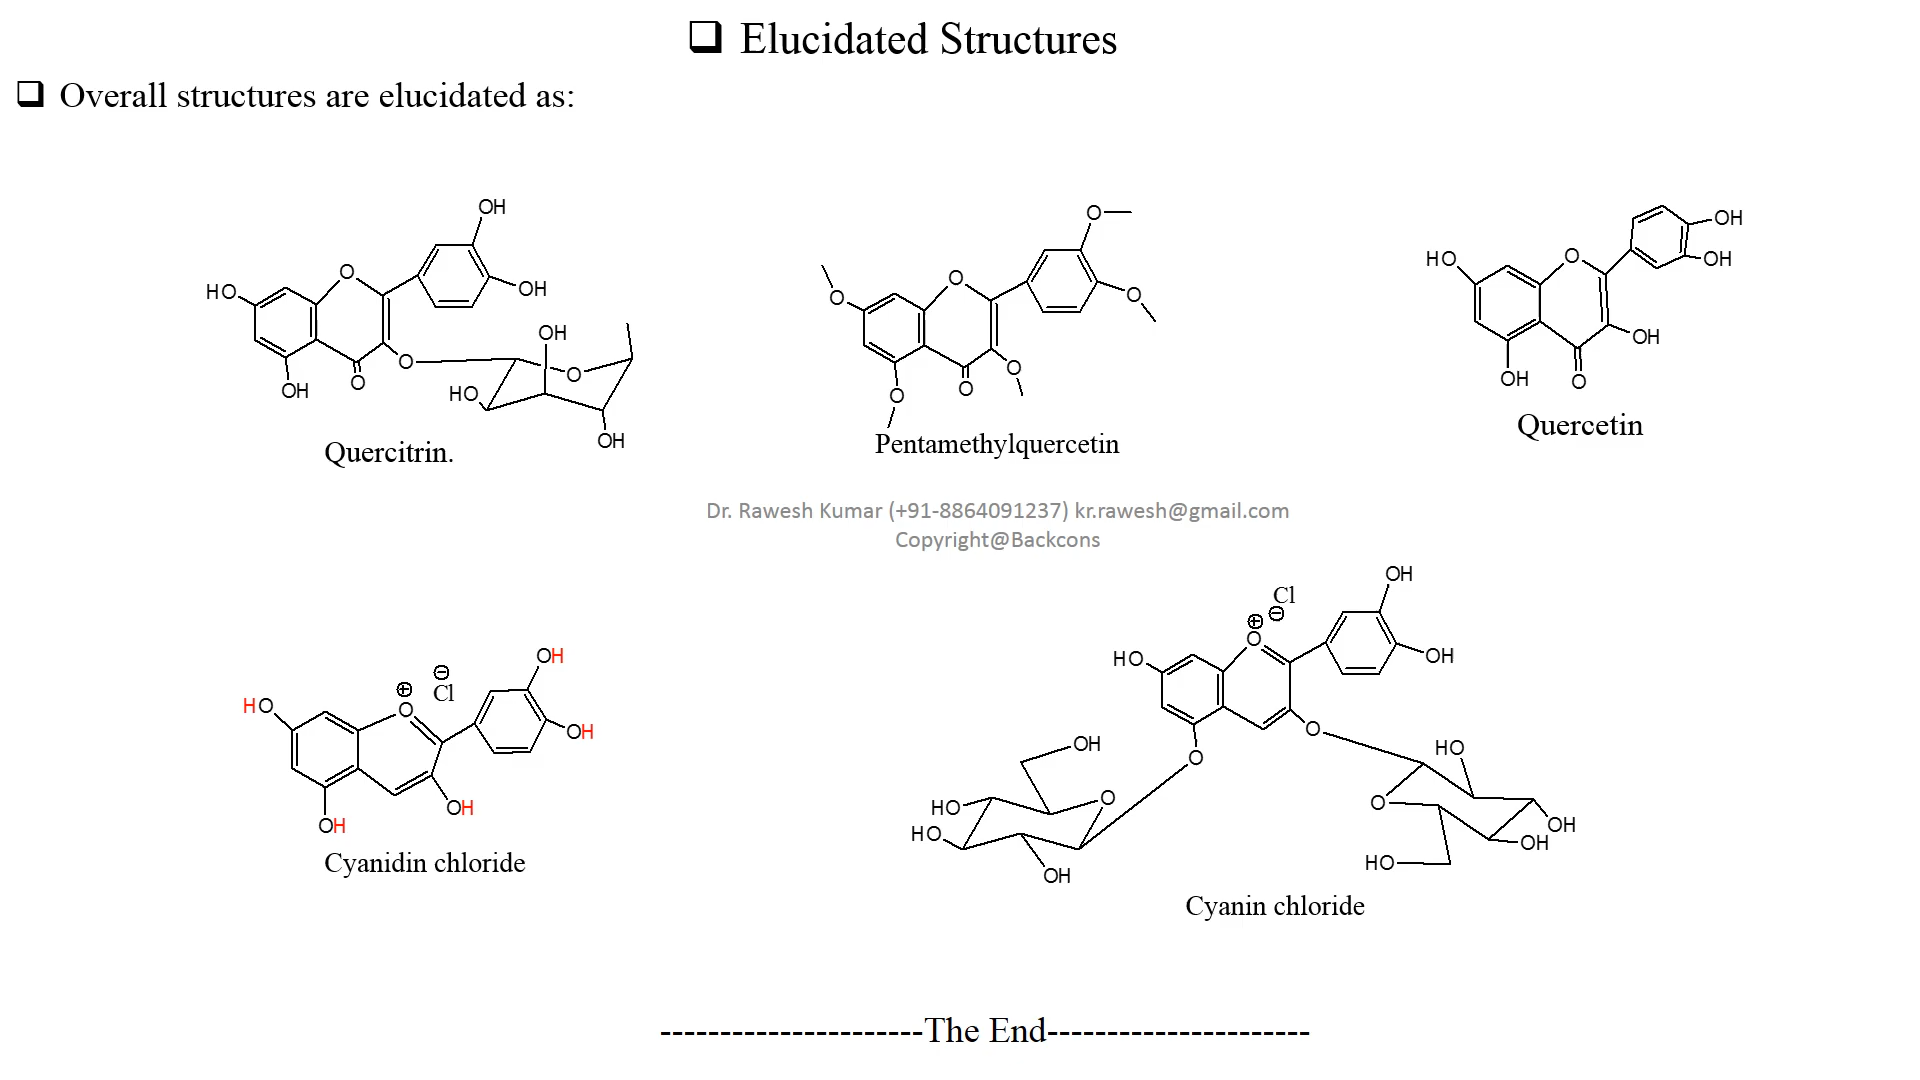 ❑ Elucidated Structures
❑ Overall structures are elucidated as:
OH
HO
O
OH
OH
O
O
OH
HO
O
OH
Quercitrin.
O
O
O
O
O
O
O
Pentamethylquercetin
OH
OH
HO
O
OH
OH
O
Quercetin
Dr. Rawesh Kumar (+91-8864091237) kr.rawesh@gmail.com
Copyright@Backcons
OH
⊖
⊕ Cl
HO
O
OH
OH
OH
Cyanidin chloride
OH
Cl
⊕ ⊖
O
HO
OH
O
O
OH
HO
O
HO
HO
OH
O
OH
OH
HO
Cyanin chloride
----------------------The End----------------------